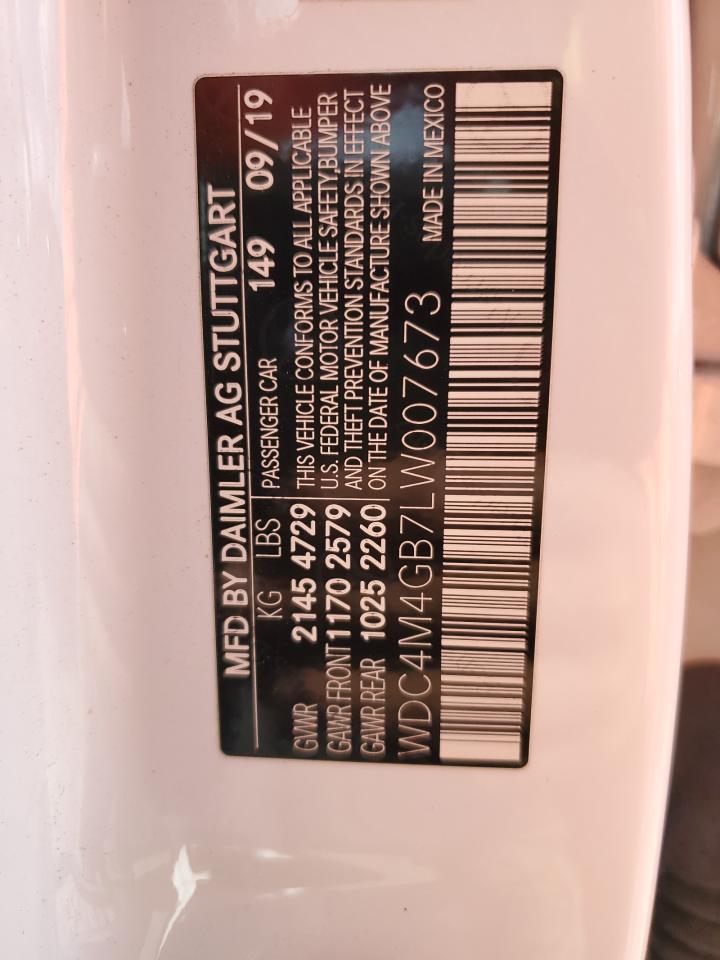 MFD BY DAIMLER AG STUTTGART
KG LBS PASSENGER CAR 149 09/19
GVWR 2145 4729 THIS VEHICLE CONFORMS TO ALL APPLICABLE
GAWR FRONT 1170 2579 U.S. FEDERAL MOTOR VEHICLE SAFETY,BUMPER
AND THEFT PREVENTION STANDARDS IN EFFECT
GAWR REAR 1025 2260 ON THE DATE OF MANUFACTURE SHOWN ABOVE
WDC4M4GB7LW007673 MADE IN MEXICO